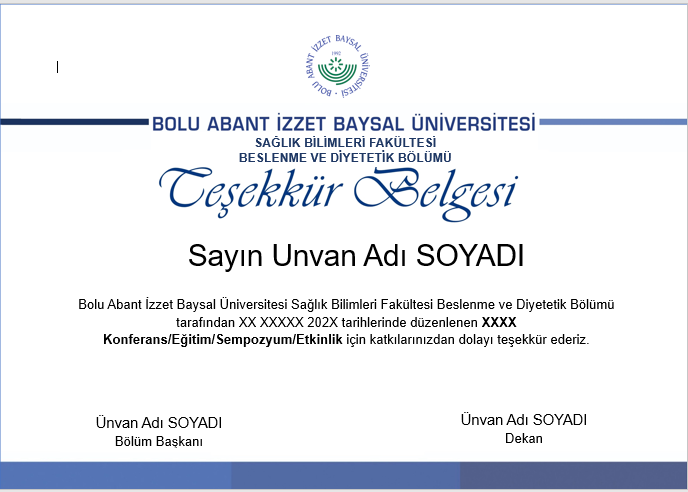 BOLU ABANT İZZET BAYSAL ÜNİVERSİTESİ
1992
BOLU ABANT İZZET BAYSAL ÜNİVERSİTESİ
SAĞLIK BİLİMLERİ FAKÜLTESİ
BESLENME VE DİYETETİK BÖLÜMÜ
Teşekkür Belgesi
Sayın Unvan Adı SOYADI
Bolu Abant İzzet Baysal Üniversitesi Sağlık Bilimleri Fakültesi Beslenme ve Diyetetik Bölümü
tarafından XX XXXXX 202X tarihlerinde düzenlenen XXXX
Konferans/Eğitim/Sempozyum/Etkinlik için katkılarınızdan dolayı teşekkür ederiz.
Ünvan Adı SOYADI
Bölüm Başkanı
Ünvan Adı SOYADI
Dekan